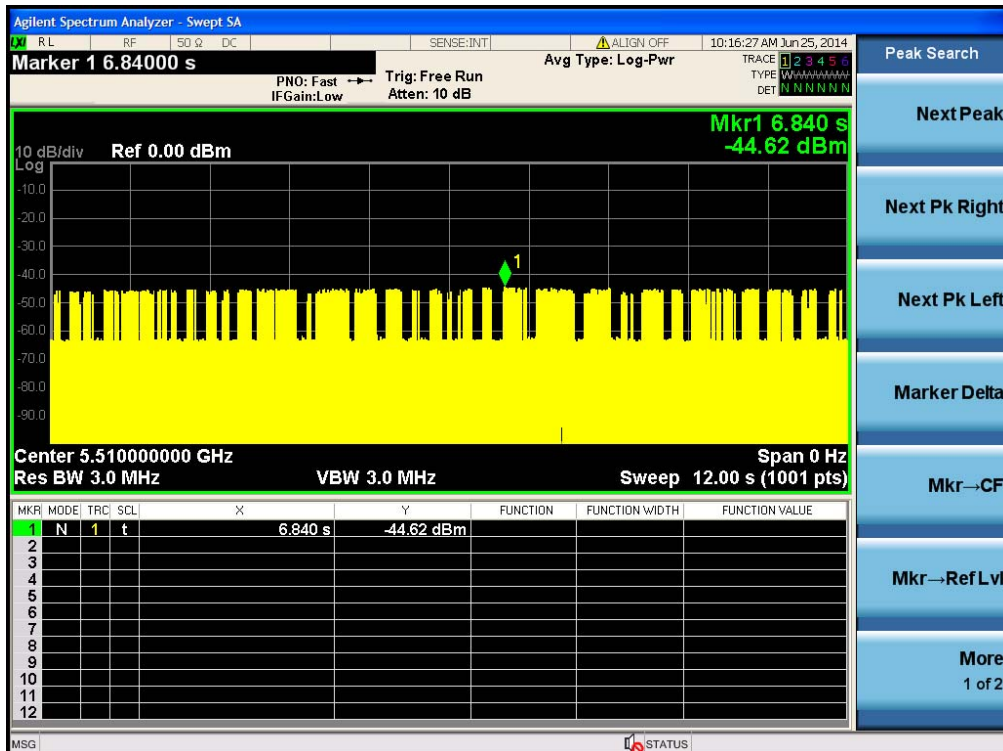 Agilent Spectrum Analyzer - Swept SA
LXI RL RF 50 Ω DC SENSE:INT ALIGN OFF 10:16:27 AM Jun 25, 2014
Marker 1 6.84000 s
PNO: Fast
IFGain:Low
Trig: Free Run
Atten: 10 dB
Avg Type: Log-Pwr
TRACE 1 2 3 4 5 6
TYPE WWWWWW
DET N N N N N N
Mkr1 6.840 s
-44.62 dBm
10 dB/div Ref 0.00 dBm
Log
-10.0
-20.0
-30.0
-40.0
-50.0
-60.0
-70.0
-80.0
-90.0
1
Center 5.510000000 GHz Span 0 Hz
Res BW 3.0 MHz VBW 3.0 MHz Sweep 12.00 s (1001 pts)
MKR MODE TRC SCL X Y FUNCTION FUNCTION WIDTH FUNCTION VALUE
1 N 1 t 6.840 s -44.62 dBm
2
3
4
5
6
7
8
9
10
11
12
MSG STATUS
Peak Search
Next Peak
Next Pk Right
Next Pk Left
Marker Delta
Mkr→CF
Mkr→Ref Lvl
More
1 of 2